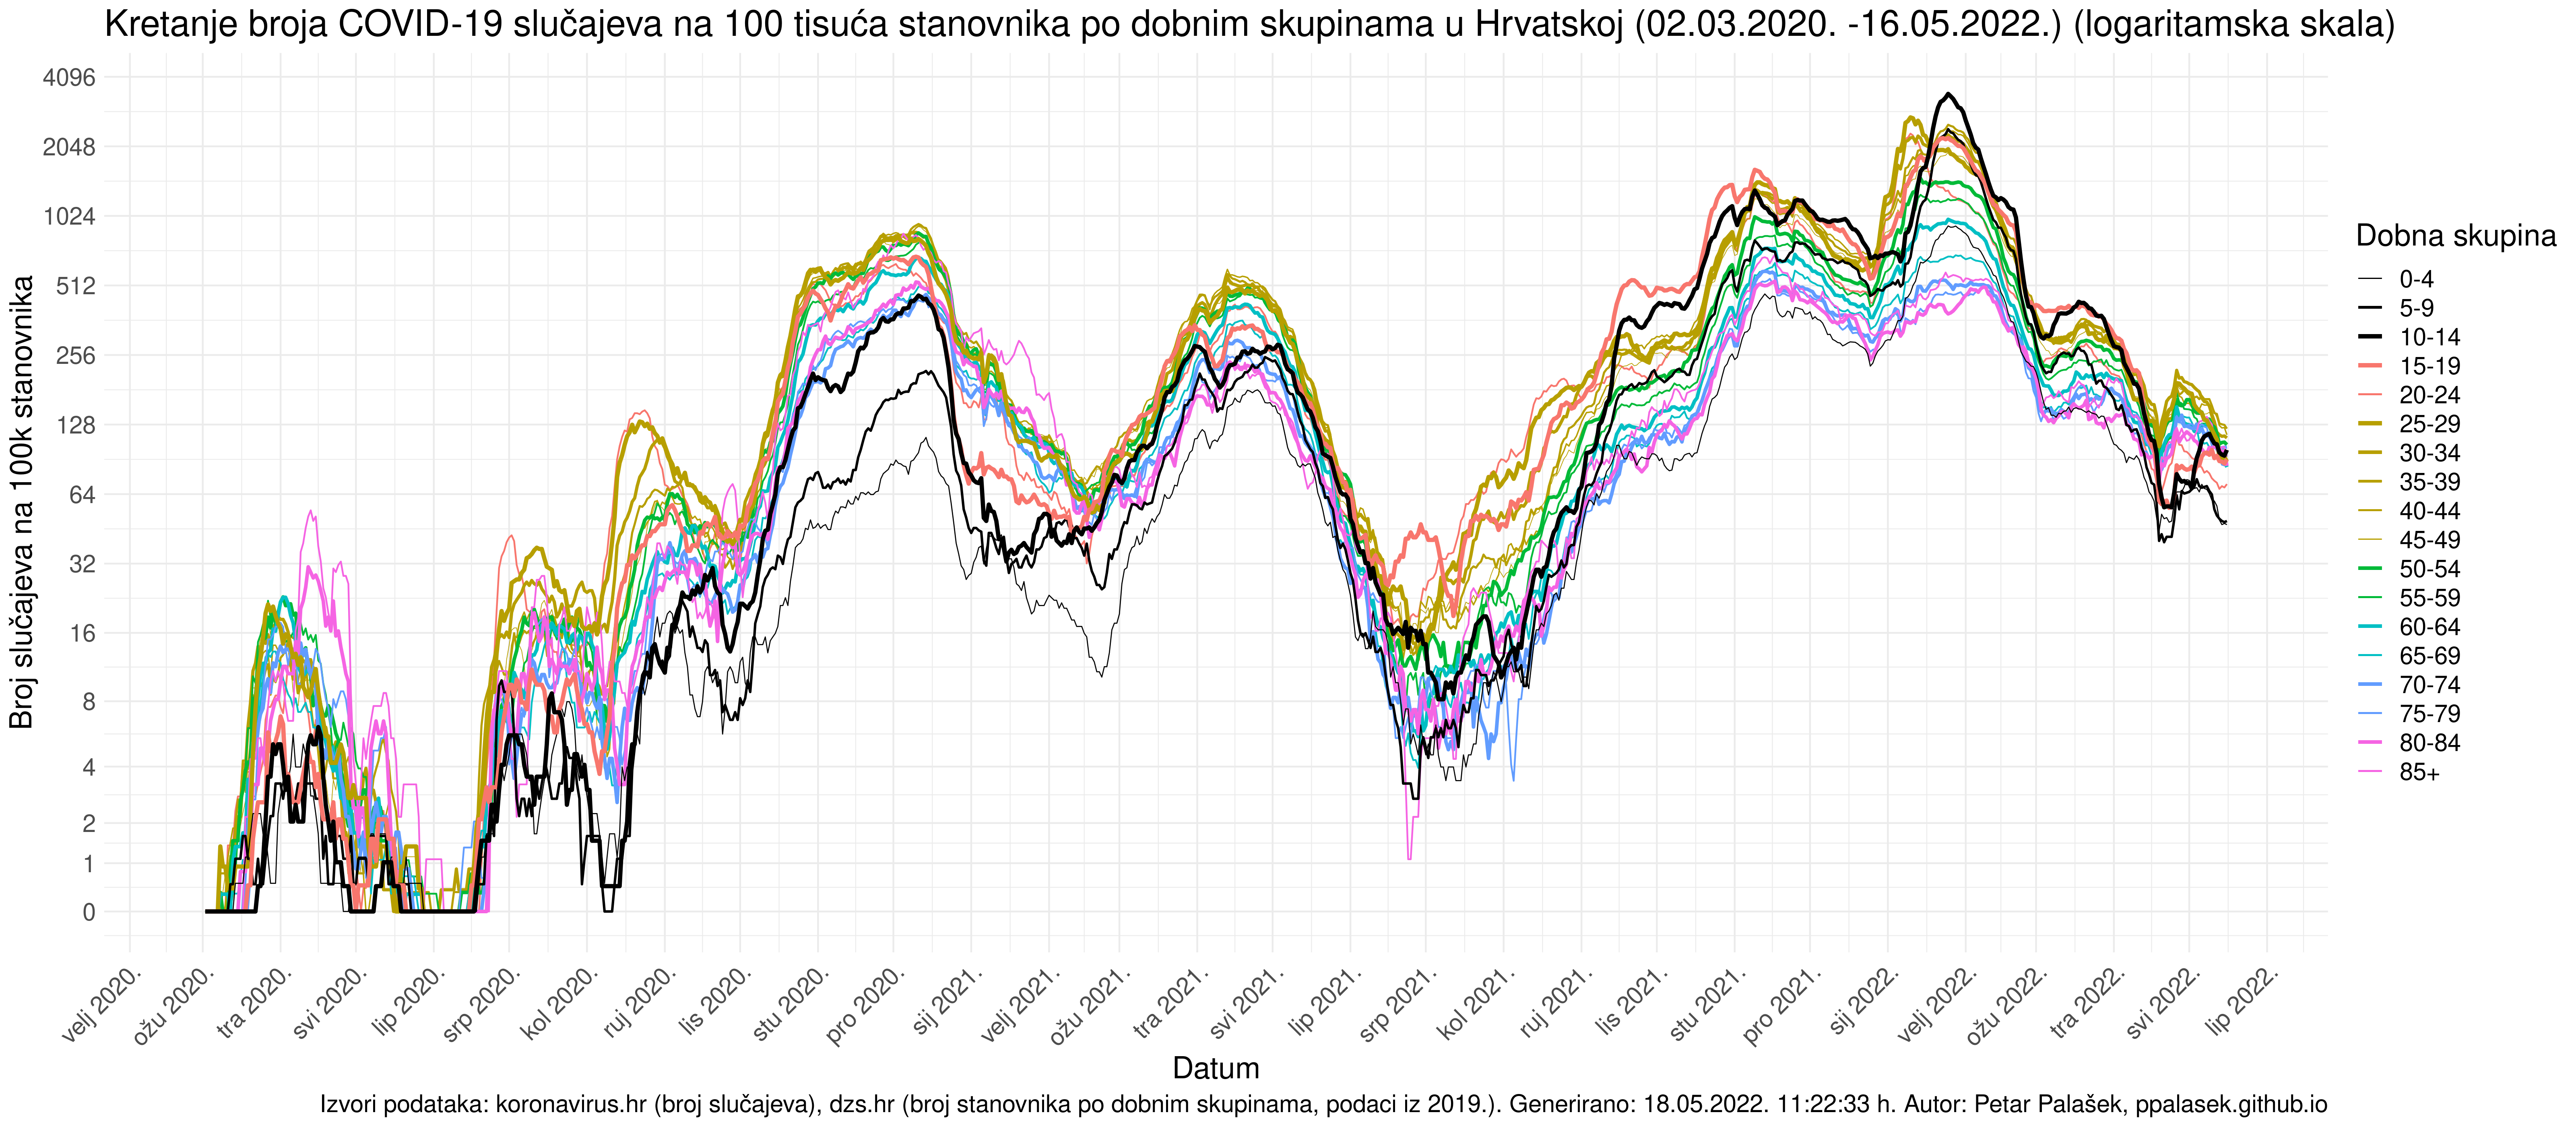 Kretanje broja COVID-19 slučajeva na 100 tisuća stanovnika po dobnim skupinama u Hrvatskoj (02.03.2020. -16.05.2022.) (logaritamska skala)
Broj slučajeva na 100k stanovnika
4096
2048
1024
512
256
128
64
32
16
8
4
2
1
0
velj 2020.
ožu 2020.
tra 2020.
svi 2020.
lip 2020.
srp 2020.
kol 2020.
ruj 2020.
lis 2020.
stu 2020.
pro 2020.
sij 2021.
velj 2021.
ožu 2021.
tra 2021.
svi 2021.
lip 2021.
srp 2021.
kol 2021.
ruj 2021.
lis 2021.
stu 2021.
pro 2021.
sij 2022.
velj 2022.
ožu 2022.
tra 2022.
svi 2022.
lip 2022.
Datum
Dobna skupina
0-4
5-9
10-14
15-19
20-24
25-29
30-34
35-39
40-44
45-49
50-54
55-59
60-64
65-69
70-74
75-79
80-84
85+
Izvori podataka: koronavirus.hr (broj slučajeva), dzs.hr (broj stanovnika po dobnim skupinama, podaci iz 2019.). Generirano: 18.05.2022. 11:22:33 h. Autor: Petar Palašek, ppalasek.github.io